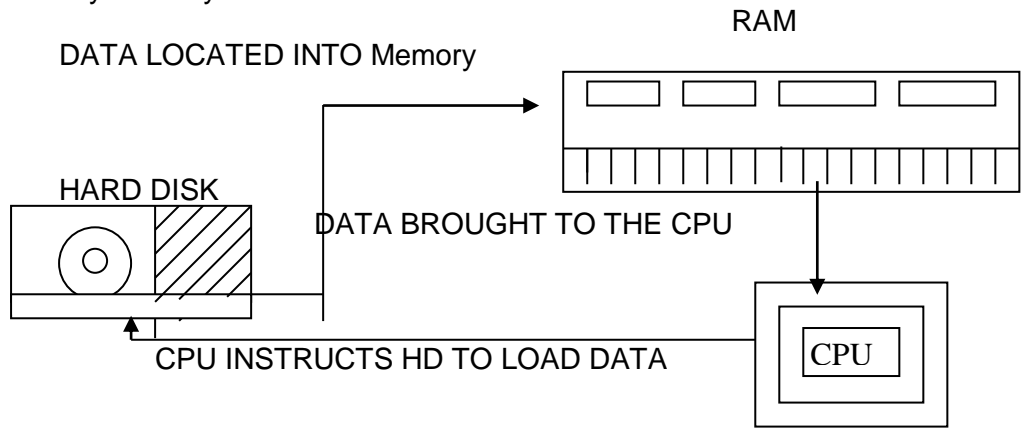 RAM
DATA LOCATED INTO Memory
HARD DISK
DATA BROUGHT TO THE CPU
CPU
CPU INSTRUCTS HD TO LOAD DATA